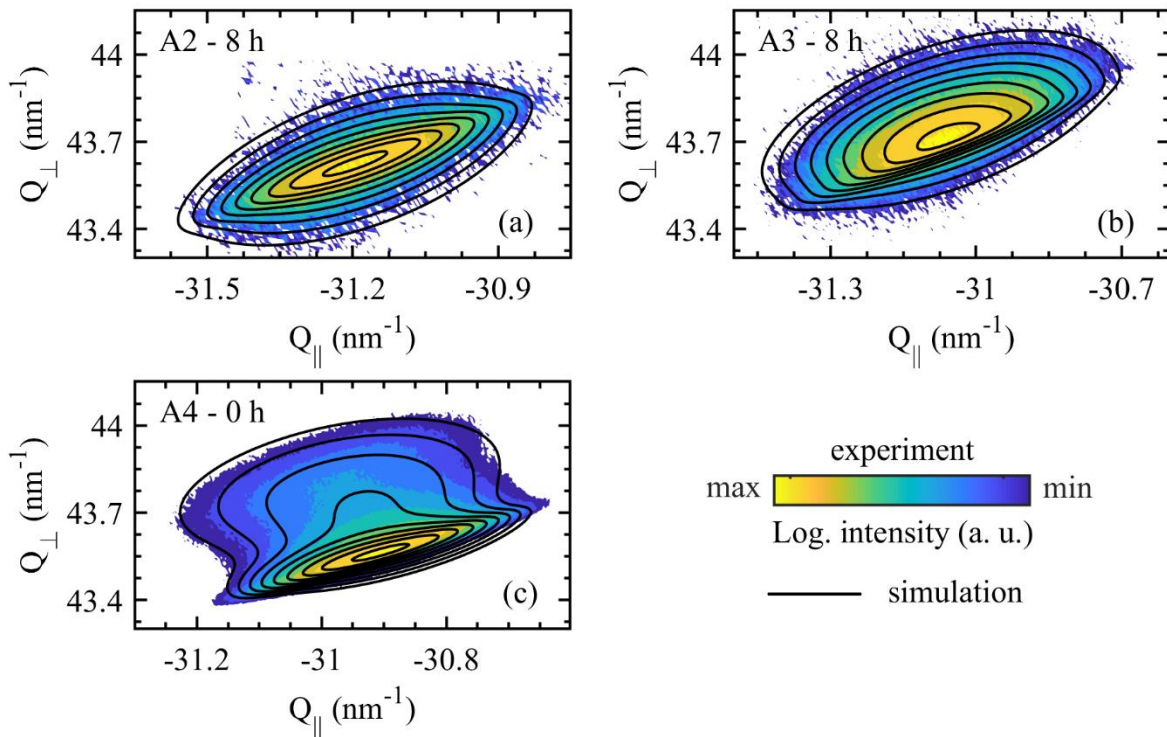 A2 - 8 h
44
43.7
43.4
Q⊥ (nm⁻¹)
(a)
-31.5
-31.2
-30.9
Q|| (nm⁻¹)
A3 - 8 h
44
43.7
43.4
Q⊥ (nm⁻¹)
(b)
-31.3
-31
-30.7
Q|| (nm⁻¹)
A4 - 0 h
44
43.7
43.4
Q⊥ (nm⁻¹)
(c)
-31.2
-31
-30.8
Q|| (nm⁻¹)
experiment
max min
Log. intensity (a. u.)
simulation